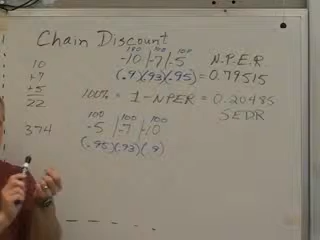 Chain Discount
100 100 100
-10 | -7 | -5 N.P.E.R.
(.9)(.93)(.95) = 0.79515
100% = 1 - NPER = 0.20485
SEDR
10
+7
+5
22
374
100 100 100
-5 | -7 | -10
(.95)(.93)(.9)